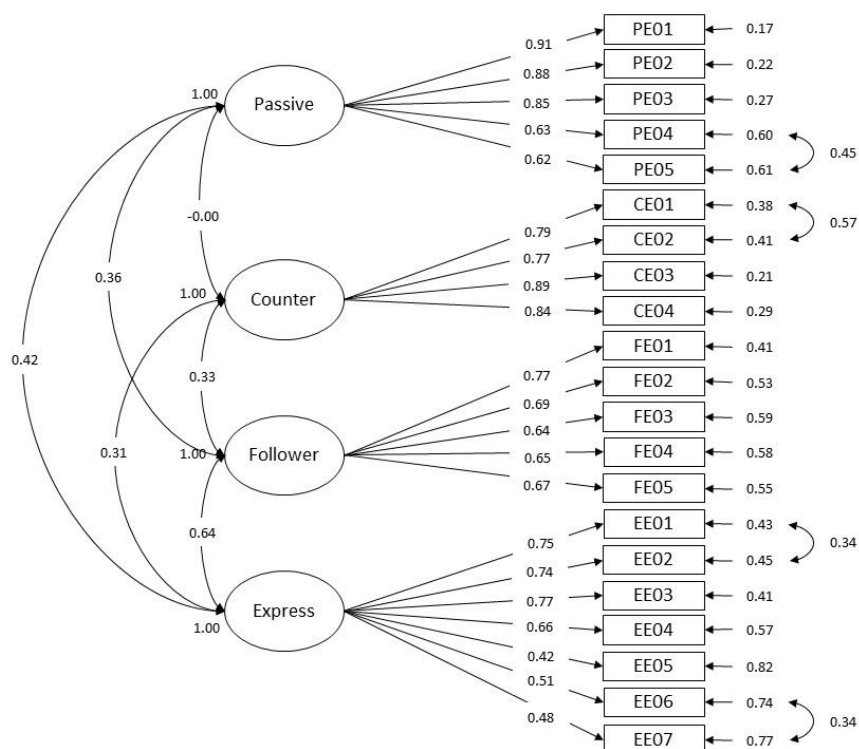 PE01
0.17
0.91
PE02
0.22
0.88
1.00
Passive
0.85
PE03
0.27
0.63
PE04
0.60
0.45
0.62
PE05
0.61
CE01
0.38
-0.00
0.57
0.79
CE02
0.41
0.77
0.36
CE03
0.21
1.00
Counter
0.89
0.84
CE04
0.29
FE01
0.41
0.42
0.33
0.77
FE02
0.53
0.69
0.64
FE03
0.59
0.31
1.00
Follower
0.65
FE04
0.58
0.67
FE05
0.55
EE01
0.43
0.64
0.75
0.34
0.74
EE02
0.45
0.77
EE03
0.41
Express
1.00
0.66
EE04
0.57
0.42
EE05
0.82
0.51
EE06
0.74
0.48
0.34
EE07
0.77